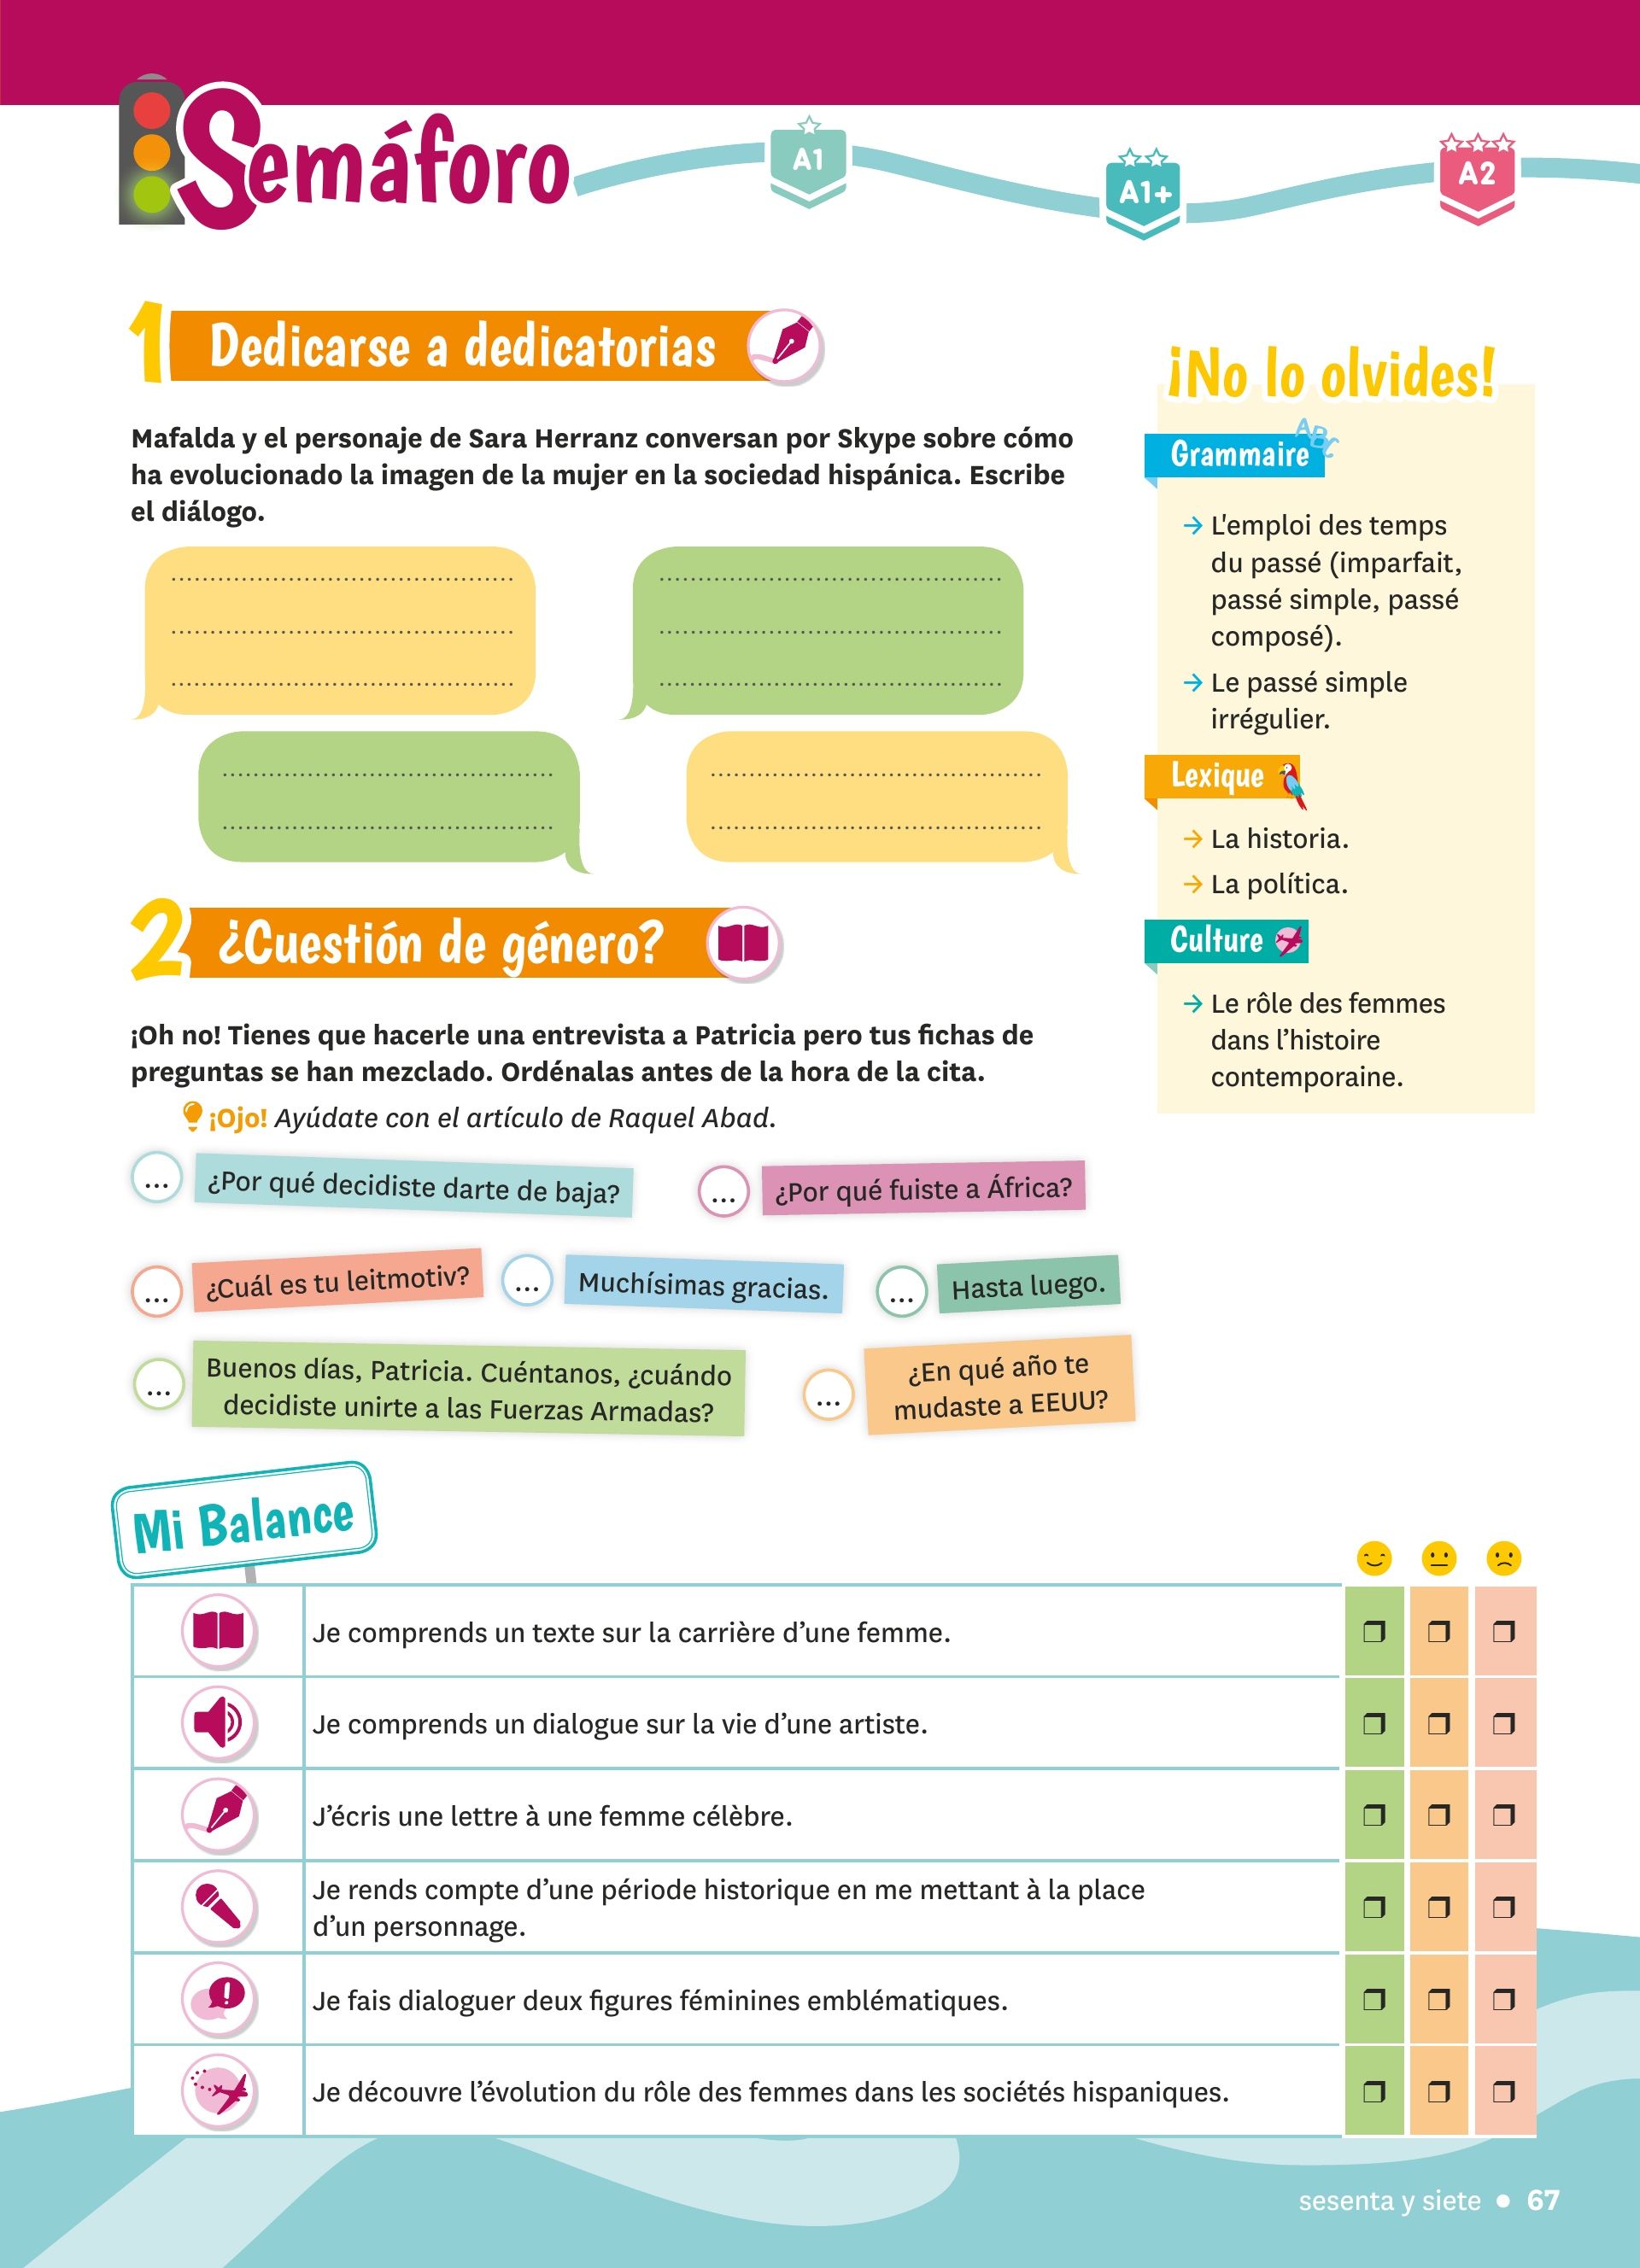 Semáforo
A1
A1+
A2
1 Dedicarse a dedicatorias
Mafalda y el personaje de Sara Herranz conversan por Skype sobre cómo
ha evolucionado la imagen de la mujer en la sociedad hispánica. Escribe
el diálogo.
........................................
........................................
........................................
........................................
........................................
........................................
........................................
........................................
........................................
........................................
2 ¿Cuestión de género?
¡Oh no! Tienes que hacerle una entrevista a Patricia pero tus fichas de
preguntas se han mezclado. Ordénalas antes de la hora de la cita.
¡Ojo! Ayúdate con el artículo de Raquel Abad.
... ¿Por qué decidiste darte de baja?
... ¿Por qué fuiste a África?
... ¿Cuál es tu leitmotiv?
... Muchísimas gracias.
... Hasta luego.
... Buenos días, Patricia. Cuéntanos, ¿cuándo
decidiste unirte a las Fuerzas Armadas?
... ¿En qué año te
mudaste a EEUU?
¡No lo olvides!
Grammaire ABC
→ L'emploi des temps
du passé (imparfait,
passé simple, passé
composé).
→ Le passé simple
irrégulier.
Lexique
→ La historia.
→ La política.
Culture
→ Le rôle des femmes
dans l’histoire
contemporaine.
Mi Balance
Je comprends un texte sur la carrière d’une femme.
Je comprends un dialogue sur la vie d’une artiste.
J’écris une lettre à une femme célèbre.
Je rends compte d’une période historique en me mettant à la place
d’un personnage.
Je fais dialoguer deux figures féminines emblématiques.
Je découvre l’évolution du rôle des femmes dans les sociétés hispaniques.
sesenta y siete • 67